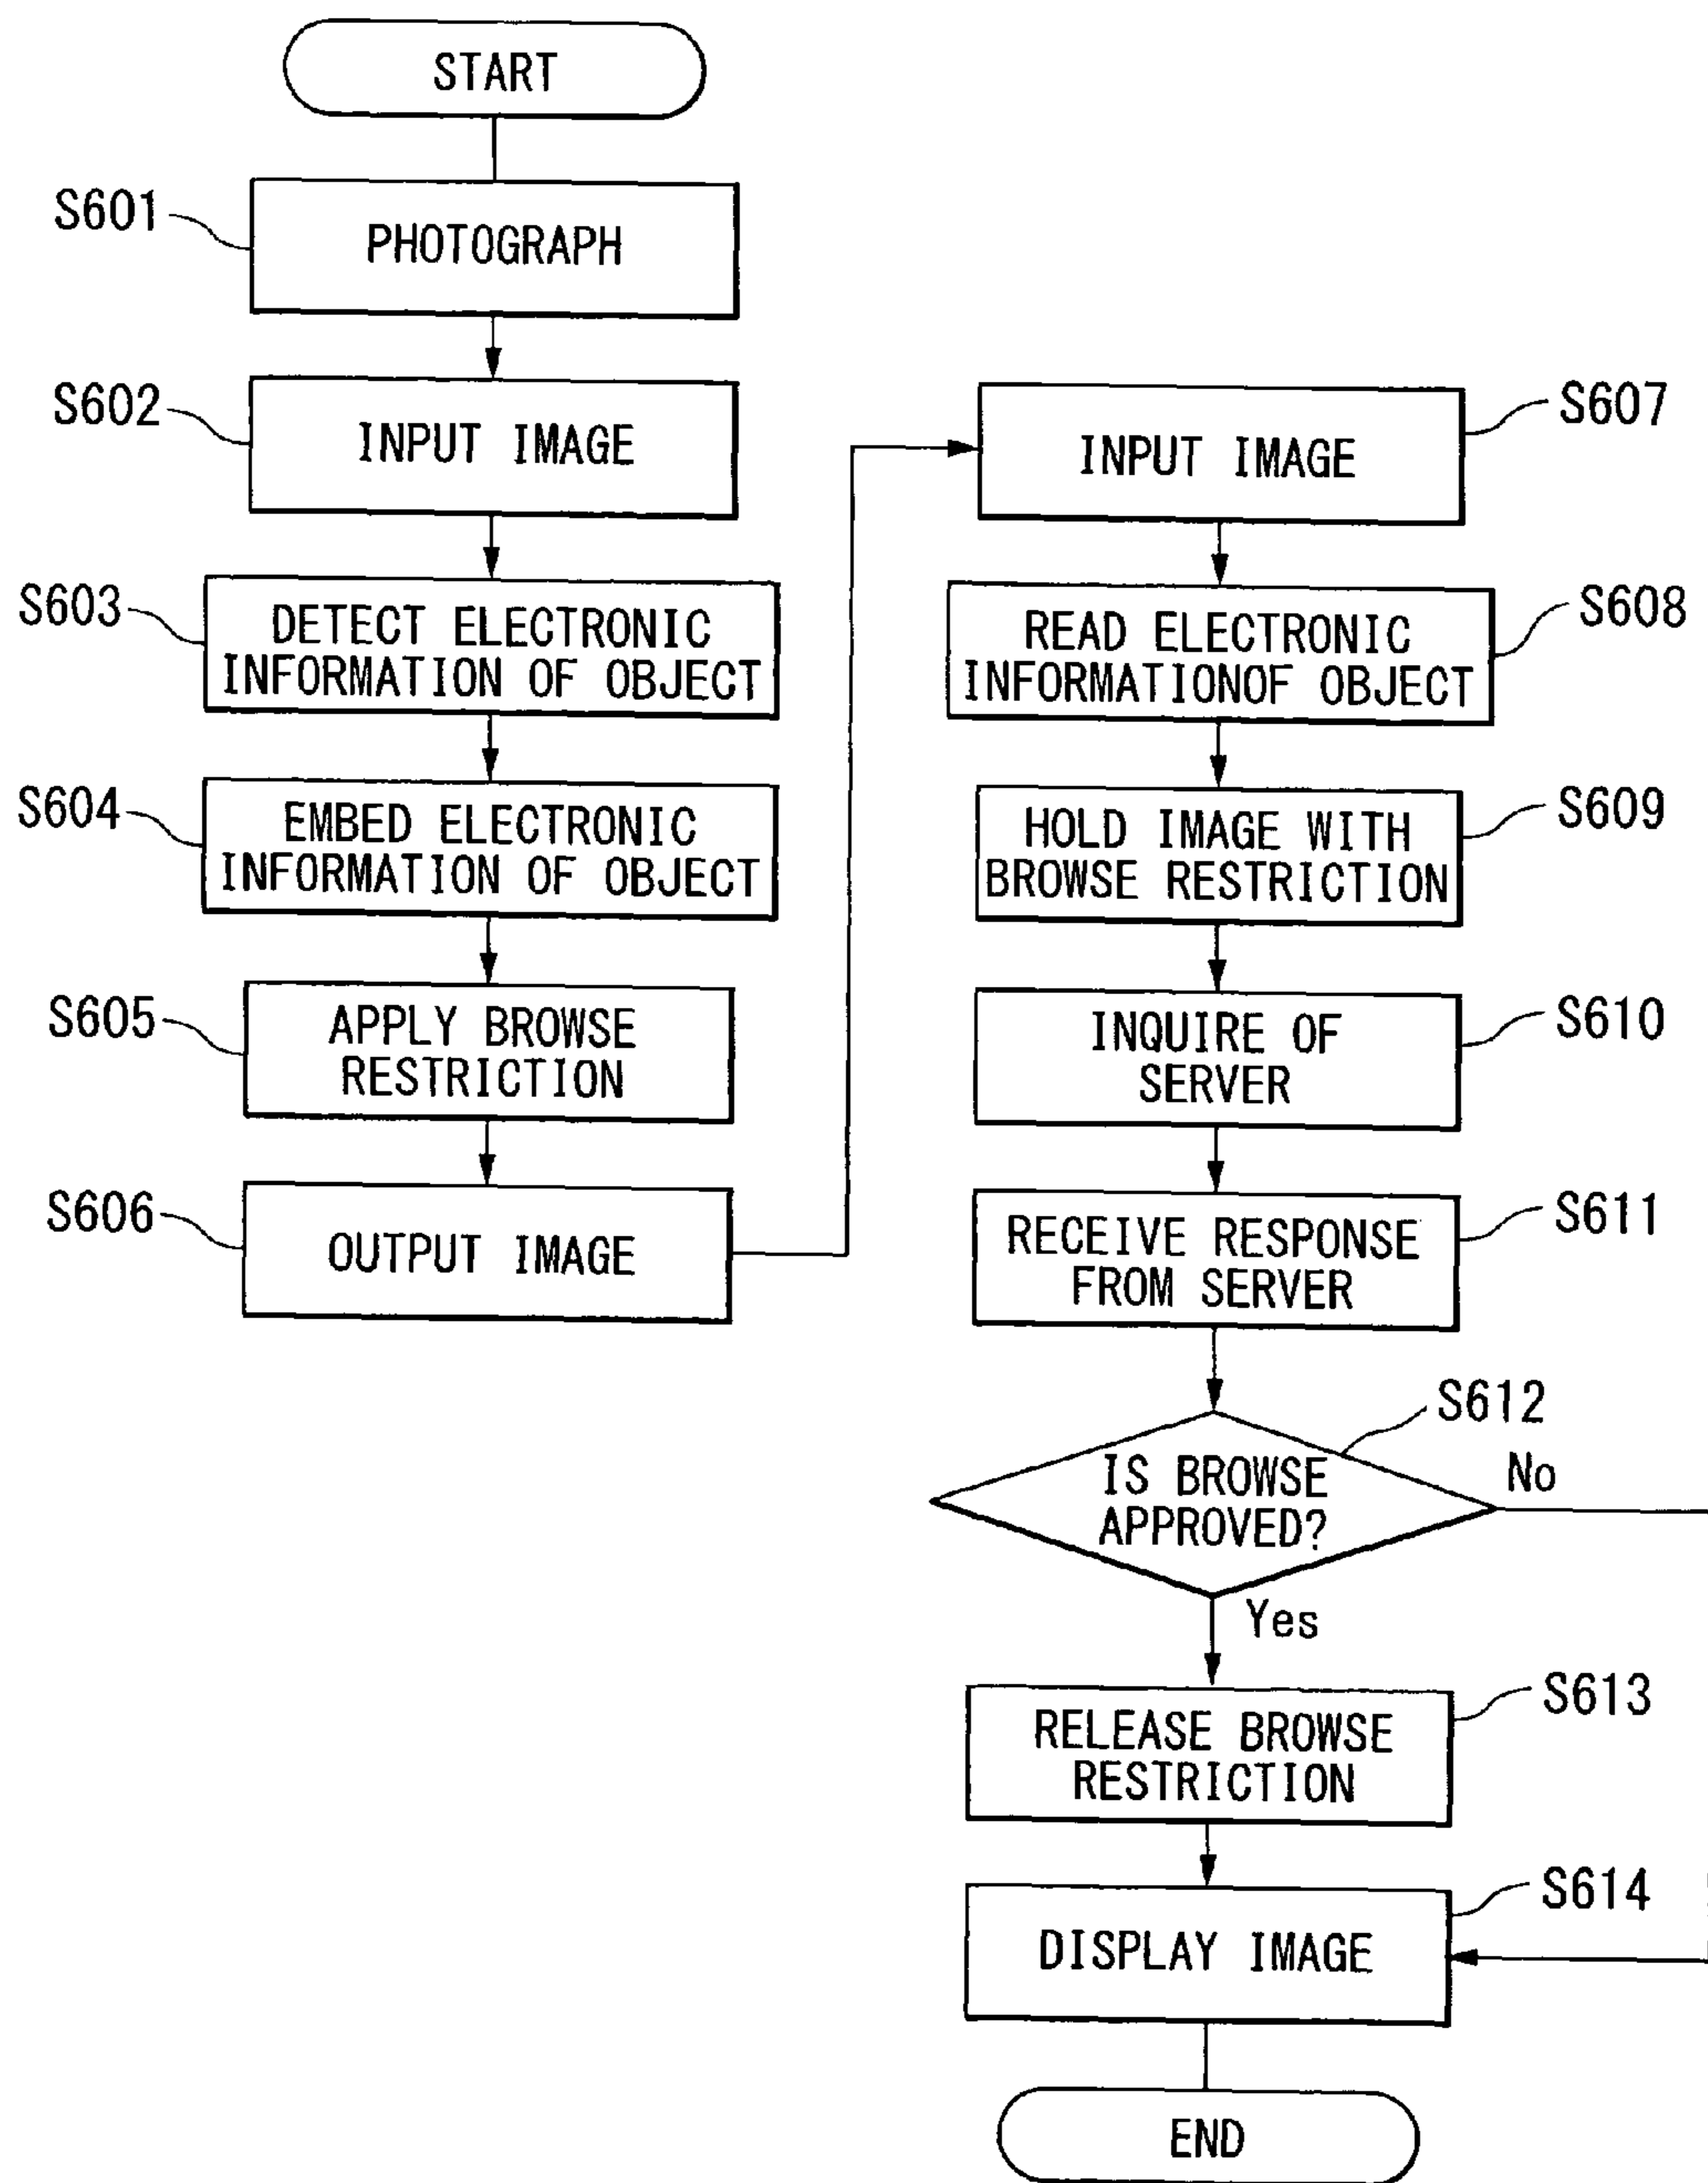 START
S601
PHOTOGRAPH
S602
INPUT IMAGE
S603
DETECT ELECTRONIC
INFORMATION OF OBJECT
S604
EMBED ELECTRONIC
INFORMATION OF OBJECT
S605
APPLY BROWSE
RESTRICTION
S606
OUTPUT IMAGE
S607
INPUT IMAGE
S608
READ ELECTRONIC
INFORMATIONOF OBJECT
S609
HOLD IMAGE WITH
BROWSE RESTRICTION
S610
INQUIRE OF
SERVER
S611
RECEIVE RESPONSE
FROM SERVER
S612
IS BROWSE
APPROVED?
No
Yes
S613
RELEASE BROWSE
RESTRICTION
S614
DISPLAY IMAGE
END